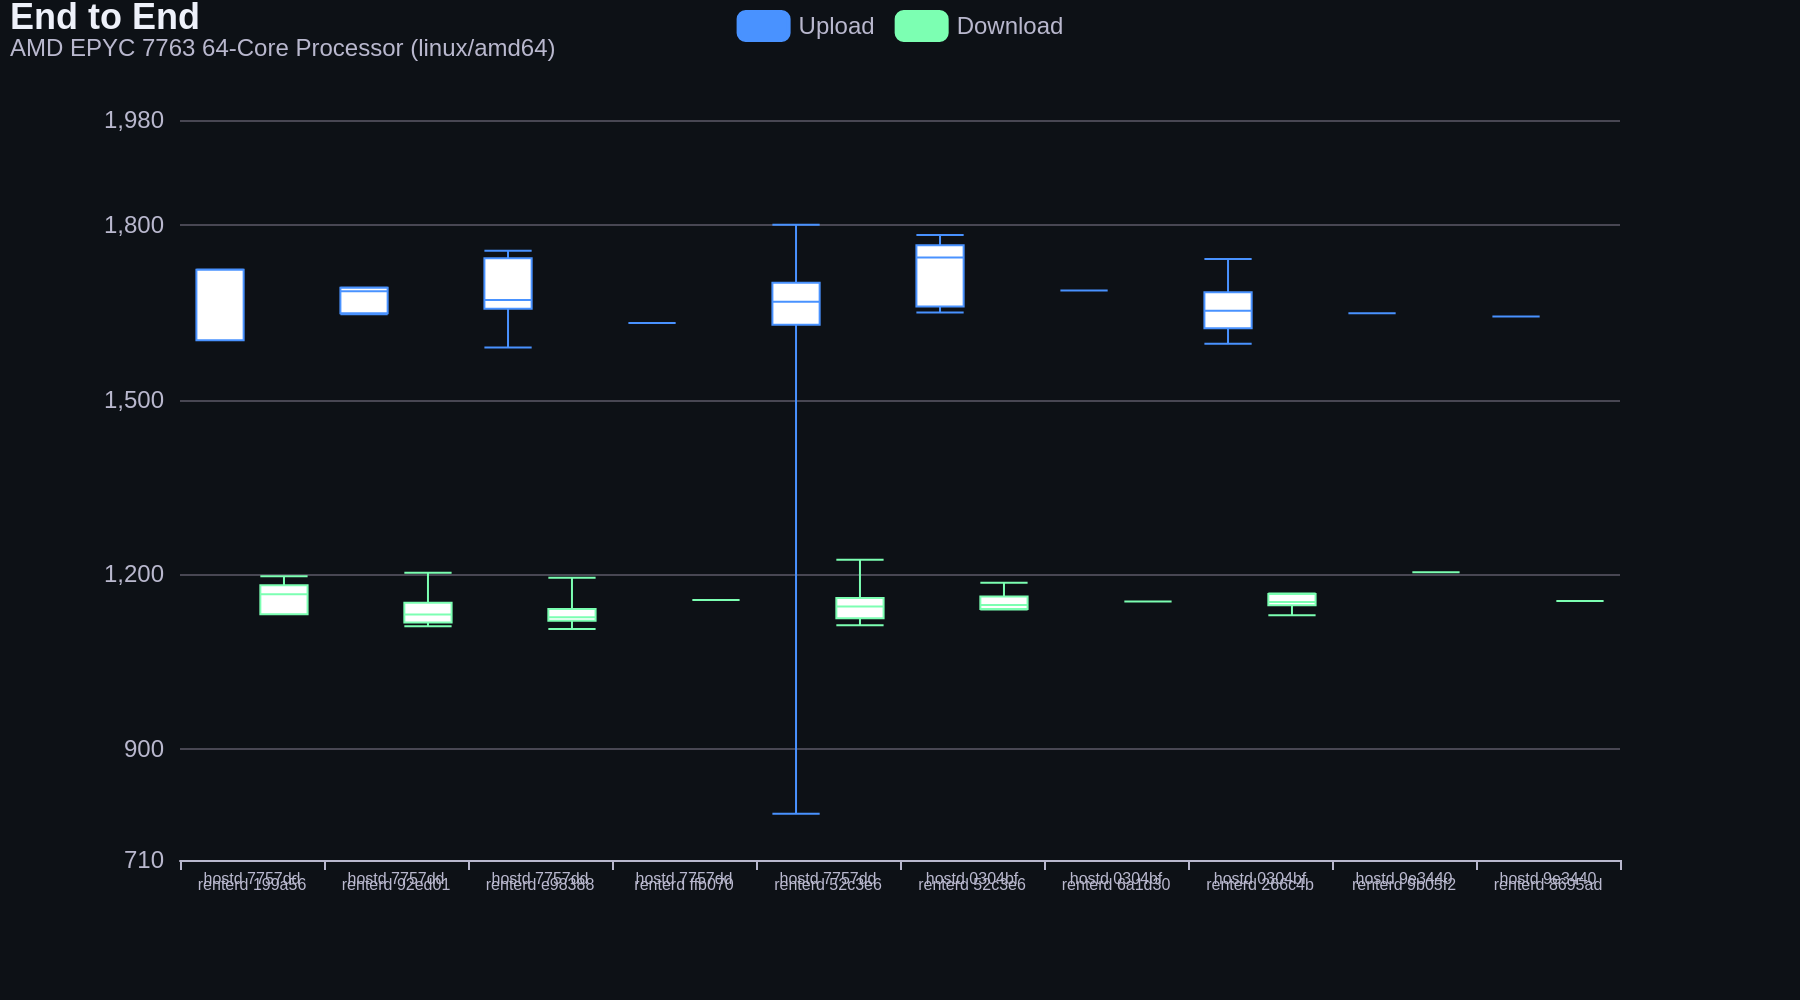 End to End
AMD EPYC 7763 64-Core Processor (linux/amd64)
Upload
Download
1,980
1,800
1,500
1,200
900
710
hostd 7757dd
renterd 199a56
hostd 7757dd
renterd 92ed01
hostd 7757dd
renterd e98388
hostd 7757dd
renterd ffb070
hostd 7757dd
renterd 52c3e6
hostd 0304bf
renterd 52c3e6
hostd 0304bf
renterd 6a1d30
hostd 0304bf
renterd 266c4b
hostd 9e3440
renterd 9b05f2
hostd 9e3440
renterd 8695ad